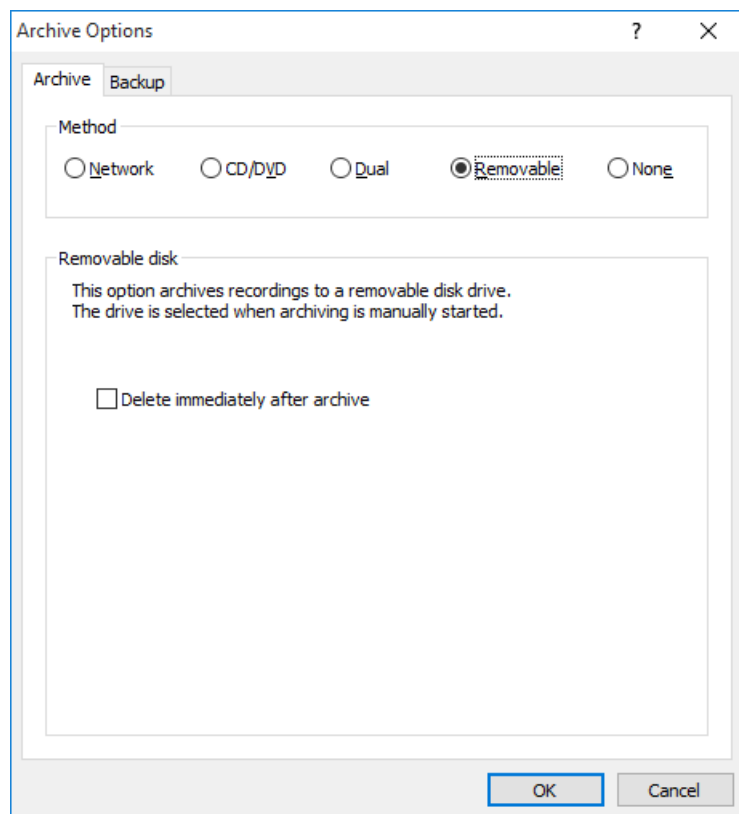 Archive Options ?
Archive Backup
Method
Network CD/DVD Dual Removable None
Removable disk
This option archives recordings to a removable disk drive.
The drive is selected when archiving is manually started.
Delete immediately after archive
OK Cancel